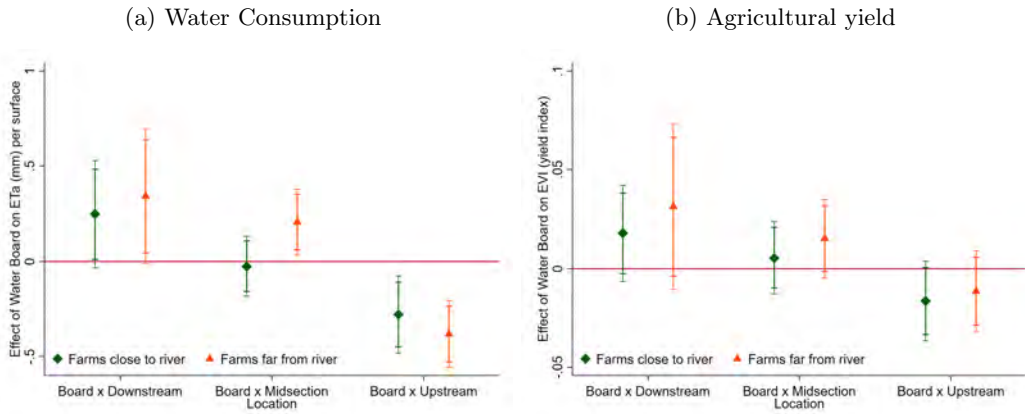 (a) Water Consumption
Effect of Water Board on ETa (mm) per surface
1
.5
0
-.5
Farms close to river
Farms far from river
Board x Downstream
Board x Midsection
Board x Upstream
Location
(b) Agricultural yield
Effect of Water Board on EVI (yield index)
.1
.05
0
-.05
Farms close to river
Farms far from river
Board x Downstream
Board x Midsection
Board x Upstream
Location